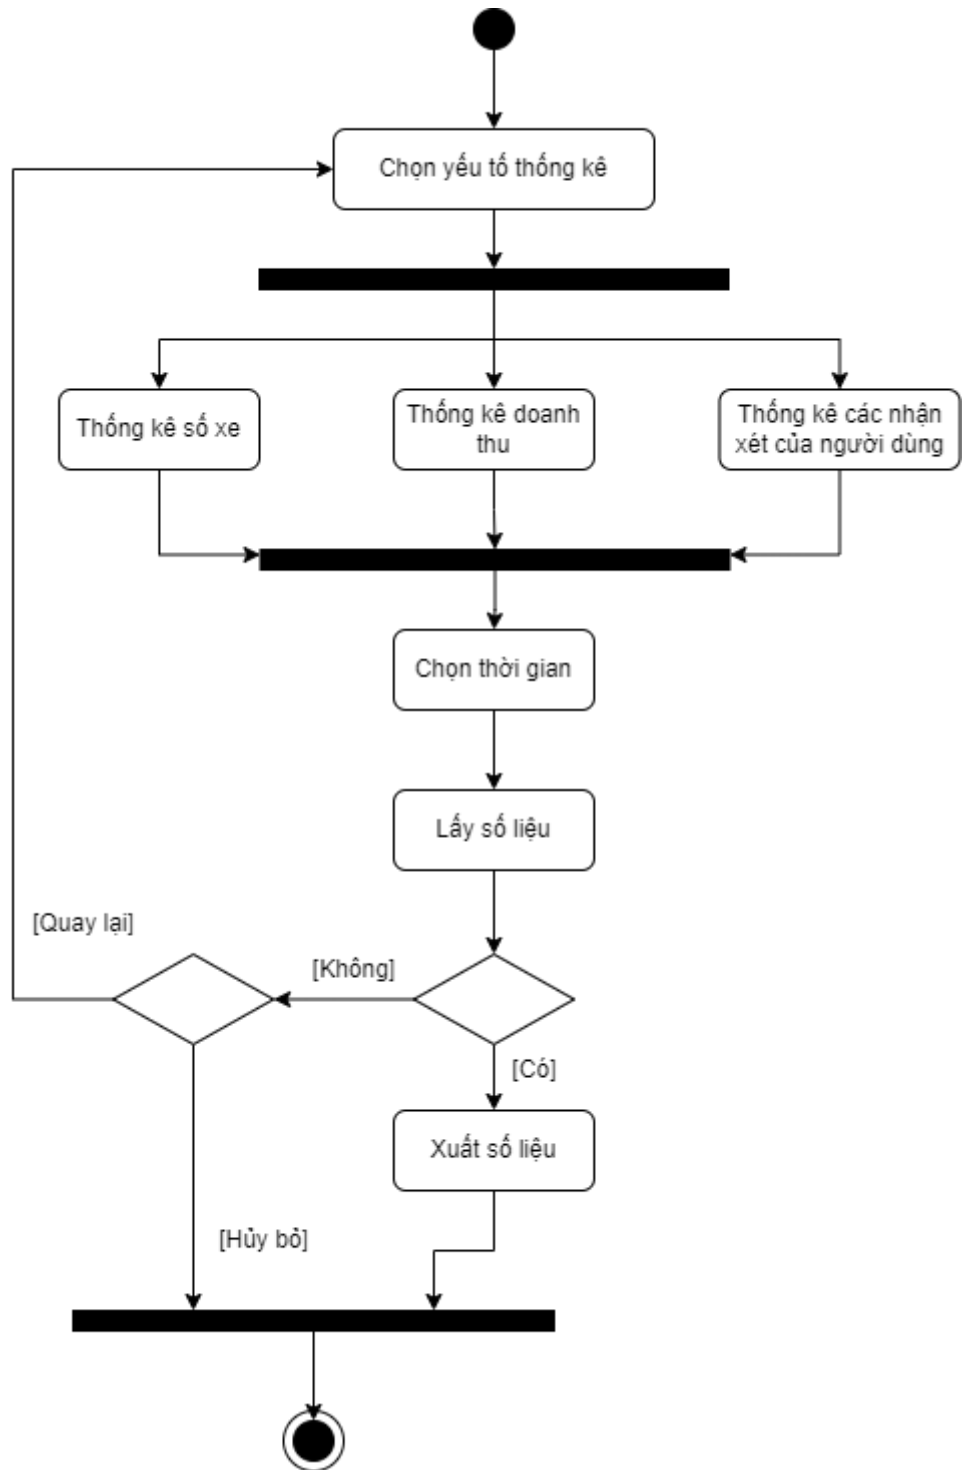 Chọn yếu tố thống kê
Thống kê số xe
Thống kê doanh
thu
Thống kê các nhận
xét của người dùng
Chọn thời gian
Lấy số liệu
[Quay lại]
[Không]
[Có]
Xuất số liệu
[Hủy bỏ]